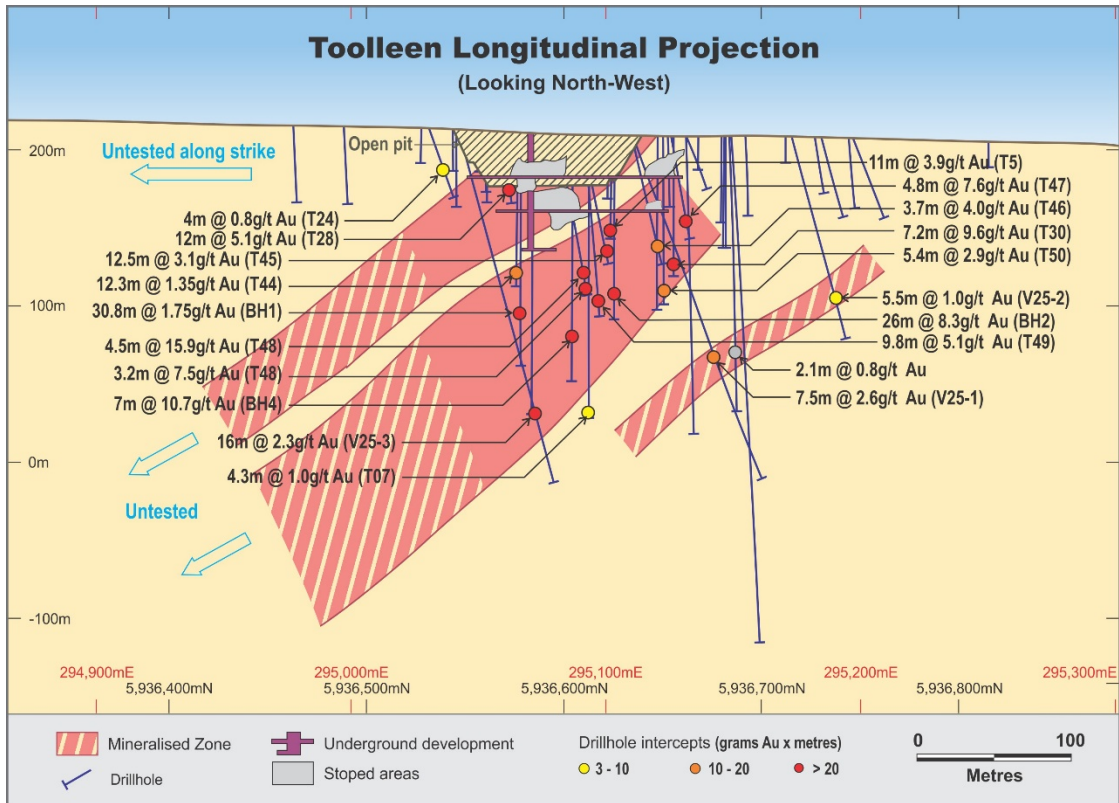 Toolleen Longitudinal Projection
(Looking North-West)
200m
100m
0m
-100m
Untested along strike
Open pit
4m @ 0.8g/t Au (T24)
12m @ 5.1g/t Au (T28)
12.5m @ 3.1g/t Au (T45)
12.3m @ 1.35g/t Au (T44)
30.8m @ 1.75g/t Au (BH1)
4.5m @ 15.9g/t Au (T48)
3.2m @ 7.5g/t Au (T48)
7m @ 10.7g/t Au (BH4)
16m @ 2.3g/t Au (V25-3)
4.3m @ 1.0g/t Au (T07)
Untested
11m @ 3.9g/t Au (T5)
4.8m @ 7.6g/t Au (T47)
3.7m @ 4.0g/t Au (T46)
7.2m @ 9.6g/t Au (T30)
5.4m @ 2.9g/t Au (T50)
5.5m @ 1.0g/t Au (V25-2)
26m @ 8.3g/t Au (BH2)
9.8m @ 5.1g/t Au (T49)
2.1m @ 0.8g/t Au
7.5m @ 2.6g/t Au (V25-1)
294,900mE 295,000mE 295,100mE 295,200mE 295,300mE
5,936,400mN 5,936,500mN 5,936,600mN 5,936,700mN 5,936,800mN
Mineralised Zone
Drillhole
Underground development
Stoped areas
Drillhole intercepts (grams Au x metres)
3 - 10 10 - 20 > 20
0 100
Metres